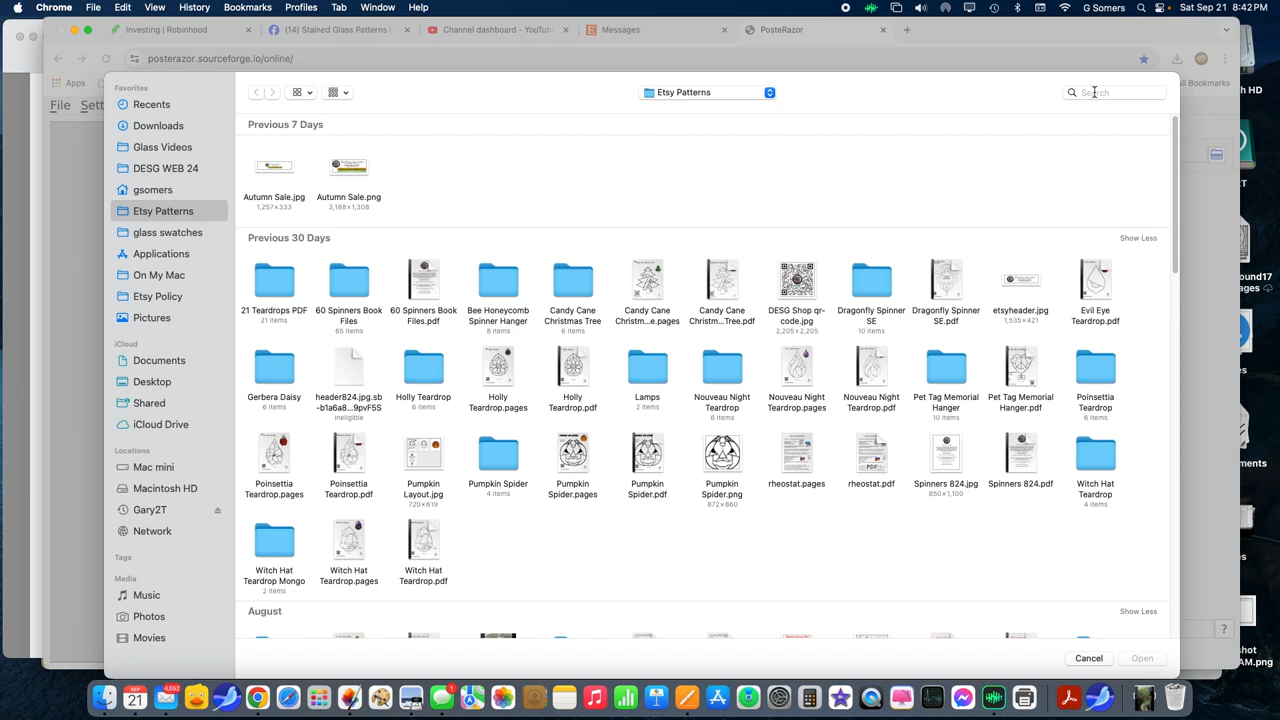 Chrome File Edit View History Bookmarks Profiles Tab Window Help G Somers Sat Sep 21 8:42 PM
Investing | Robinhood (14) Stained Glass Patterns | Channel dashboard - YouTube Messages PosteRazor
posterazor.sourceforge.io/online/
Apps All Bookmarks
File Sett
Favorites
Recents
Downloads
Glass Videos
DESG WEB 24
gsomers
Etsy Patterns
glass swatches
Applications
On My Mac
Etsy Policy
Pictures
iCloud
Documents
Desktop
Shared
iCloud Drive
Locations
Mac mini
Macintosh HD
Gary2T
Network
Tags
Media
Music
Photos
Movies
Etsy Patterns Search
Previous 7 Days
Autumn Sale.jpg Autumn Sale.png
1,257×333 3,188×1,308
Previous 30 Days Show Less
21 Teardrops PDF 60 Spinners Book 60 Spinners Book Bee Honeycomb Candy Cane Candy Cane Candy Cane DESG Shop qr- Dragonfly Spinner Dragonfly Spinner etsyheader.jpg Evil Eye
21 items Files Files.pdf Spinner Hanger Christmas Tree Christm...e.pages Christm...Tree.pdf code.jpg SE SE.pdf 1,535×421 Teardrop.pdf
65 items 8 items 6 items 2,205×2,205 10 items
Gerbera Daisy header824.jpg.sb Holly Teardrop Holly Holly Lamps Nouveau Night Nouveau Night Nouveau Night Pet Tag Memorial Pet Tag Memorial Poinsettia
6 items -b1a6a8...9pvF5S 6 items Teardrop.pages Teardrop.pdf 2 items Teardrop Teardrop.pages Teardrop.pdf Hanger Hanger.pdf Teardrop
Ineligible 6 items 10 items 6 items
Poinsettia Poinsettia Pumpkin Pumpkin Spider Pumpkin Pumpkin Pumpkin rheostat.pages rheostat.pdf Spinners 824.jpg Spinners 824.pdf Witch Hat
Teardrop.pages Teardrop.pdf Layout.jpg 4 items Spider.pages Spider.pdf Spider.png 850×1,100 Teardrop
720×619 872×860 4 items
Witch Hat Witch Hat Witch Hat
Teardrop Mongo Teardrop.pages Teardrop.pdf
2 items
August Show Less
Cancel Open
?
4,052
SEP
21
1